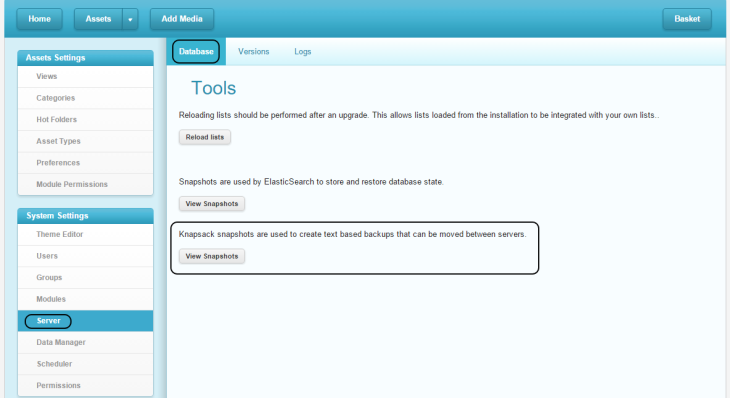 Home
Assets
Add Media
Basket
Assets Settings
Views
Categories
Hot Folders
Asset Types
Preferences
Module Permissions
System Settings
Theme Editor
Users
Groups
Modules
Server
Data Manager
Scheduler
Permissions
Database
Versions
Logs
Tools
Reloading lists should be performed after an upgrade. This allows lists loaded from the installation to be integrated with your own lists..
Reload lists
Snapshots are used by ElasticSearch to store and restore database state.
View Snapshots
Knapsack snapshots are used to create text based backups that can be moved between servers.
View Snapshots